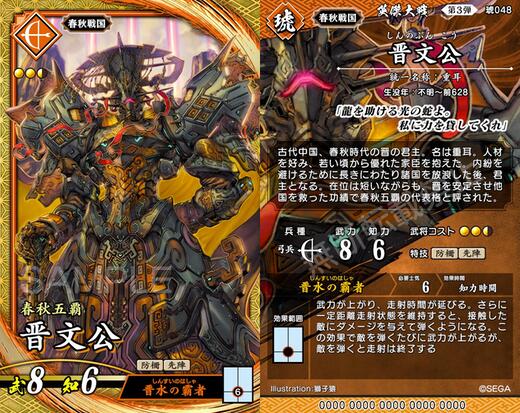 春秋戦国
SAMPLE
春秋五覇
晋文公
防柵 先陣
武8 知6
しんすいのはしゃ
晋水の覇者
6
琥
春秋戦国
英傑大戦
第3弾
琥048
しんのぶん こう
晋文公
統一名称:重耳
生没年:不明〜前628
「龍を助ける光の蛇よ。
私に力を貸してくれ」
古代中国、春秋時代の晋の君主。名は重耳。人材
を好み、若い頃から優れた家臣を抱えた。内紛を
避けるために長きにわたり諸国を放浪した後、君
主となる。在位は短いながらも、晋を安定させ他
国を救った功績で春秋五覇の代表格と評された。
兵種 武力 知力 武将コスト
弓兵 8 6 特技 防柵 先陣
しんすいのはしゃ 必要士気 効果時間
晋水の覇者 6 知力時間
効果範囲
武力が上がり、走射時間が延びる。さらに
一定距離走射状態を維持すると、接触した
敵にダメージを与えて弾くようになる。こ
の効果で敵を弾くたびに武力が上がるが、
敵を弾くと走射は終了する
Illustration:獅子猿
©SEGA
0000 0000 0000 0000 0000